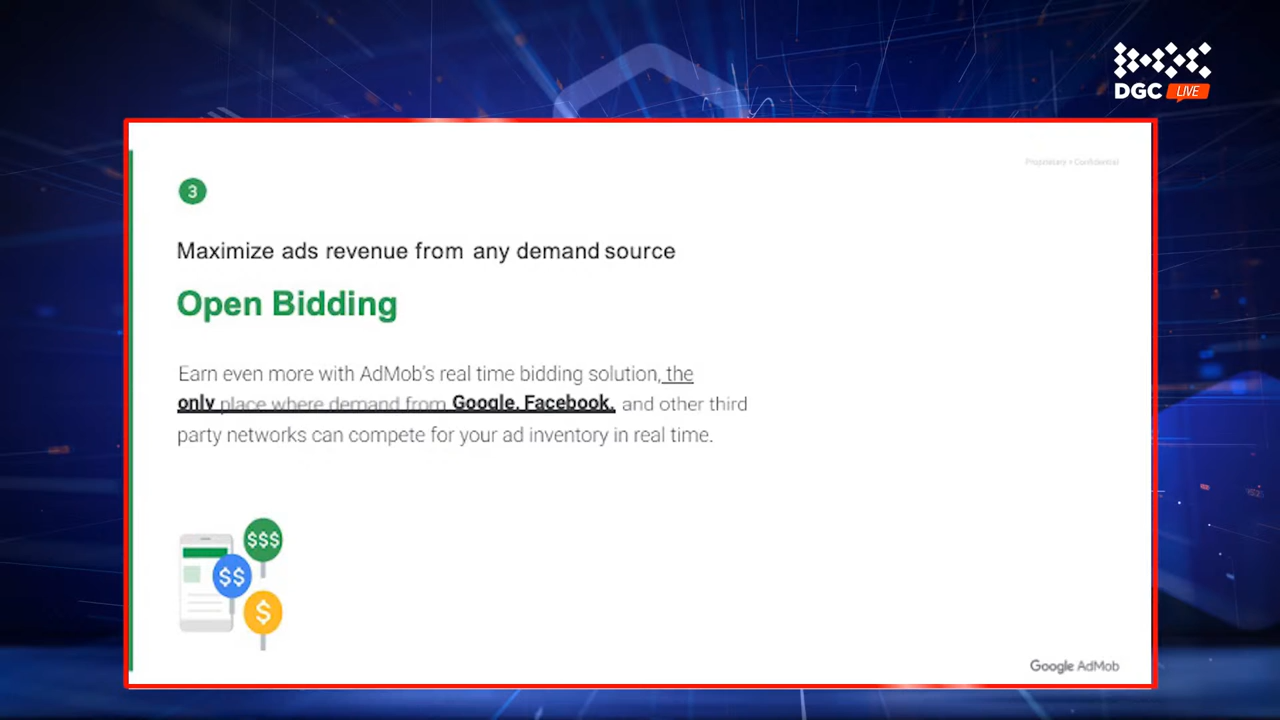 DGC LIVE
Proprietary + Confidential
3
Maximize ads revenue from any demand source
Open Bidding
Earn even more with AdMob's real time bidding solution, the
only place where demand from Google, Facebook, and other third
party networks can compete for your ad inventory in real time.
$$$
$$
$
Google AdMob